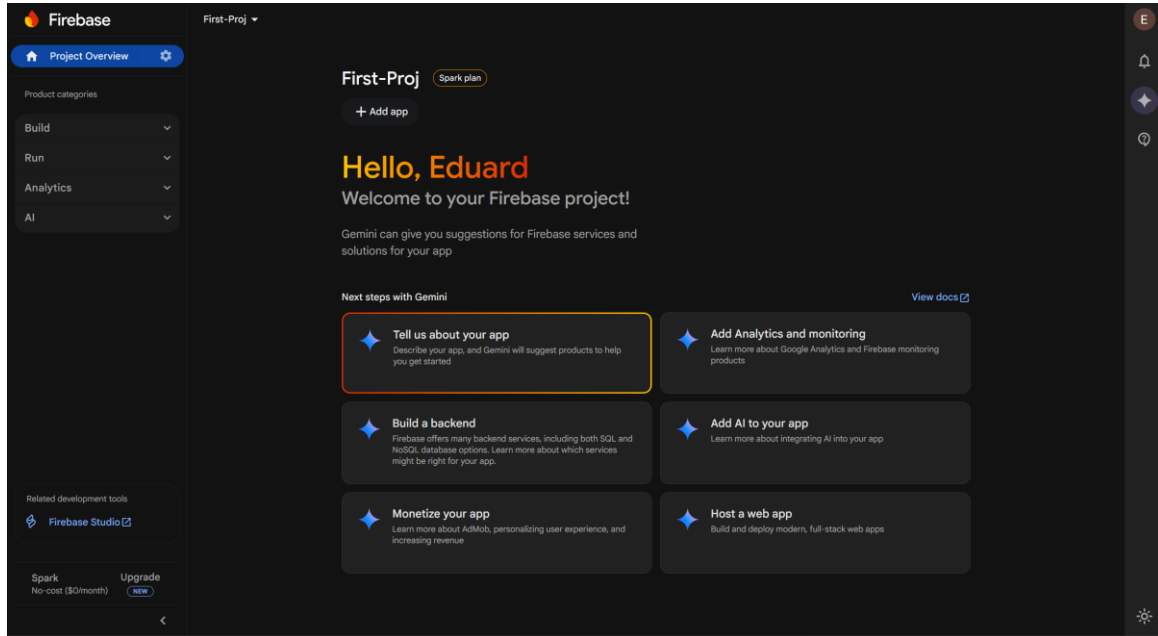 Firebase
First-Proj
E
Project Overview
Product categories
Build
Run
Analytics
AI
Related development tools
Firebase Studio
Spark
No-cost ($0/month)
Upgrade
NEW
First-Proj
Spark plan
+ Add app
Hello, Eduard
Welcome to your Firebase project!
Gemini can give you suggestions for Firebase services and
solutions for your app
Next steps with Gemini
View docs
Tell us about your app
Describe your app, and Gemini will suggest products to help
you get started
Add Analytics and monitoring
Learn more about Google Analytics and Firebase monitoring
products
Build a backend
Firebase offers many backend services, including both SQL and
NoSQL database options. Learn more about which services
might be right for your app.
Add AI to your app
Learn more about integrating AI into your app
Monetize your app
Learn more about AdMob, personalizing user experience, and
increasing revenue
Host a web app
Build and deploy modern, full-stack web apps